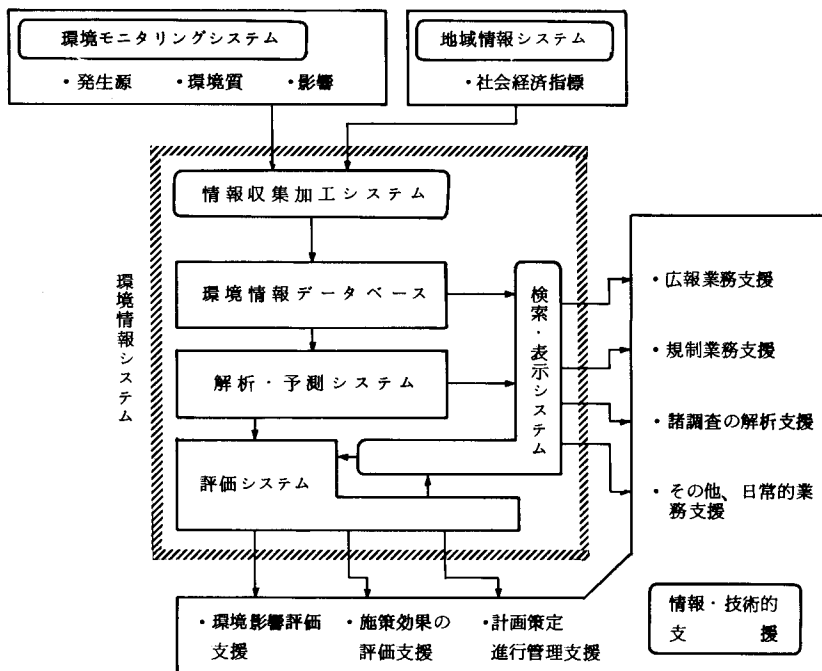 環境モニタリングシステム
・発生源　・環境質　・影響
地域情報システム
・社会経済指標
環境情報システム
情報収集加工システム
環境情報データベース
解析・予測システム
評価システム
検索・表示システム
・広報業務支援
・規制業務支援
・諸調査の解析支援
・その他、日常的業
務支援
・環境影響評価
支援
・施策効果の
評価支援
・計画策定
進行管理支援
情報・技術的
支　　援